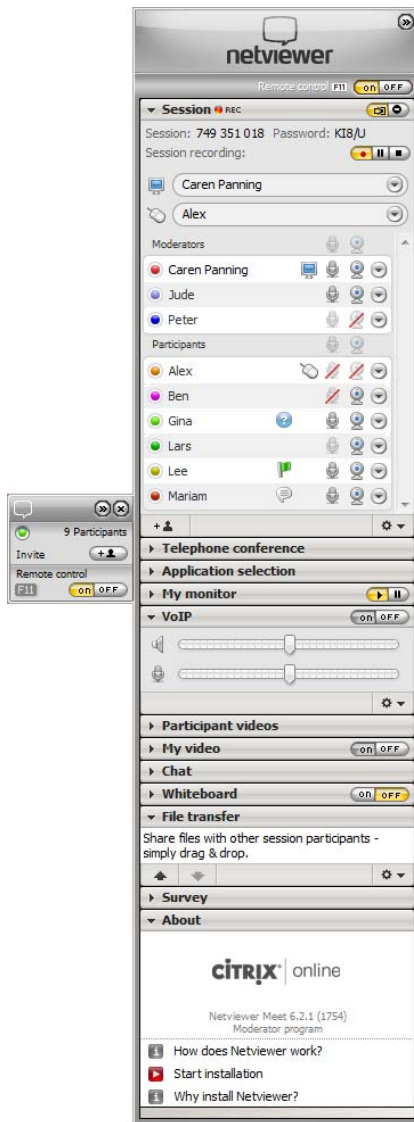 netviewer
Remote control F11 on OFF
Session REC
Session: 749 351 018 Password: KI8/U
Session recording:
Caren Panning
Alex
Moderators
Caren Panning
Jude
Peter
Participants
Alex
Ben
Gina
Lars
Lee
Mariam
9 Participants
Invite
Remote control
F11 on OFF
Telephone conference
Application selection
My monitor
VoIP on OFF
Participant videos
My video on OFF
Chat
Whiteboard on OFF
File transfer
Share files with other session participants -
simply drag & drop.
Survey
About
CITRIX online
Netviewer Meet 6.2.1 (1754)
Moderator program
How does Netviewer work?
Start installation
Why install Netviewer?